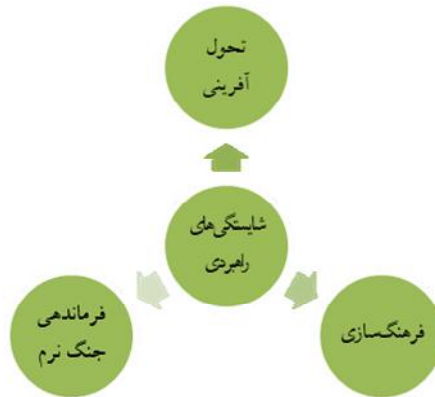 تحول
آفرینی
شایستگی‌های
راهبردی
فرهنگ‌سازی
فرماندهی
جنگ نرم